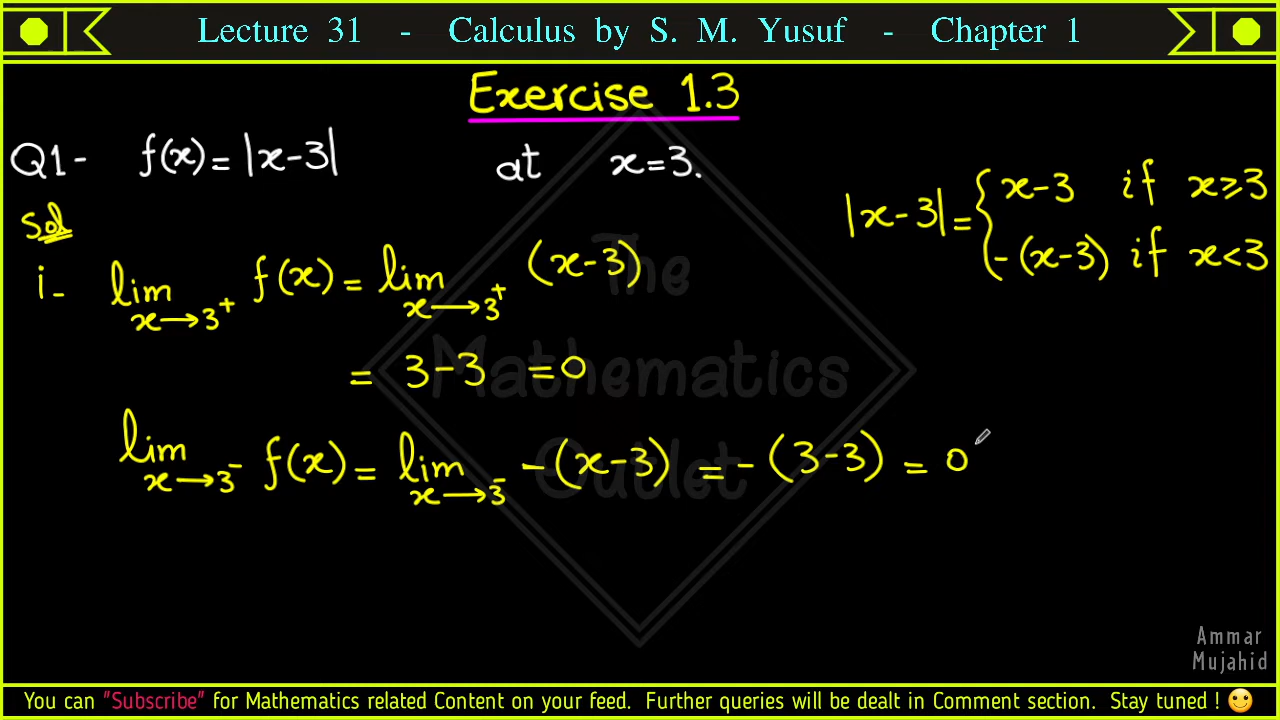 Lecture 31 - Calculus by S. M. Yusuf - Chapter 1
Exercise 1.3
Q1- f(x)=|x-3| at x=3.
|x-3|= { x-3 if x≥3
-(x-3) if x<3
Sol
i- lim x→3⁺ f(x) = lim x→3⁺ (x-3)
= 3-3 =0
lim x→3⁻ f(x) = lim x→3⁻ -(x-3) = -(3-3) = 0
The
Mathematics
Outlet
Ammar
Mujahid
You can "Subscribe" for Mathematics related Content on your feed. Further queries will be dealt in Comment section. Stay tuned ! 🙂